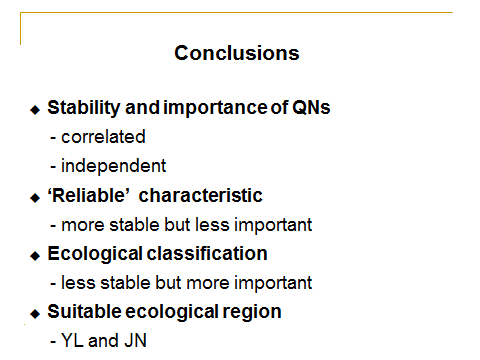 Conclusions
◆ Stability and importance of QNs
- correlated
- independent
◆ ‘Reliable’ characteristic
- more stable but less important
◆ Ecological classification
- less stable but more important
◆ Suitable ecological region
- YL and JN